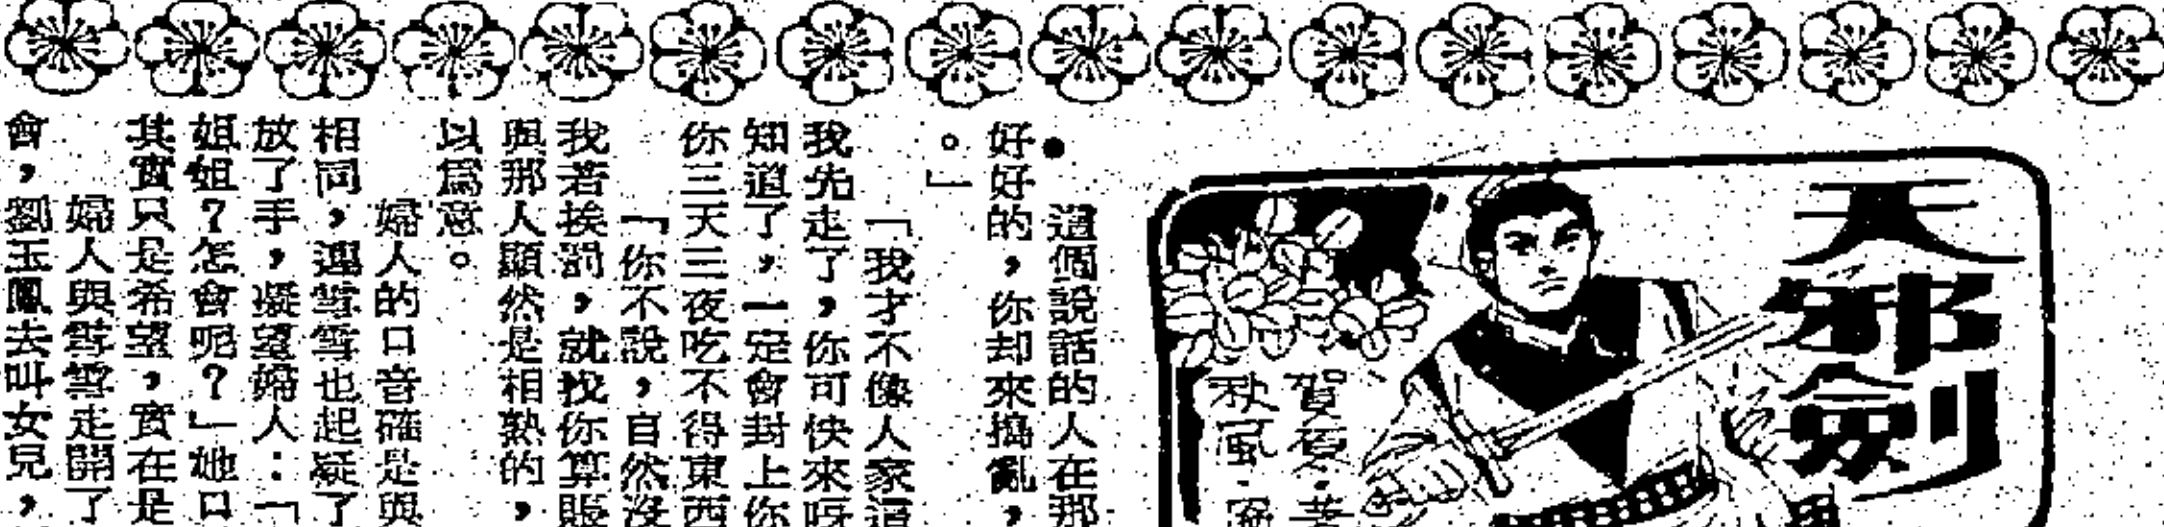 天邪劍
賀
秋風
這個說話的人在那
好好的，你却來搗亂，
。」
「我才不像人家這
我先走了，你可快來呀
知道了，一定會封上你
你三天三夜吃不得東西
「你不說，自然沒
我若挨罰，就找你算賬
與那人顯然是相熟的，
以爲意。
婦人的口音確是與
相同，連雪雪也起疑了
放了手，凝望婦人：「
姐姐？怎會呢？」她口
其實只是希望，實在是
婦人與雪雪走開了
會，劉玉鳳去叫女兒，